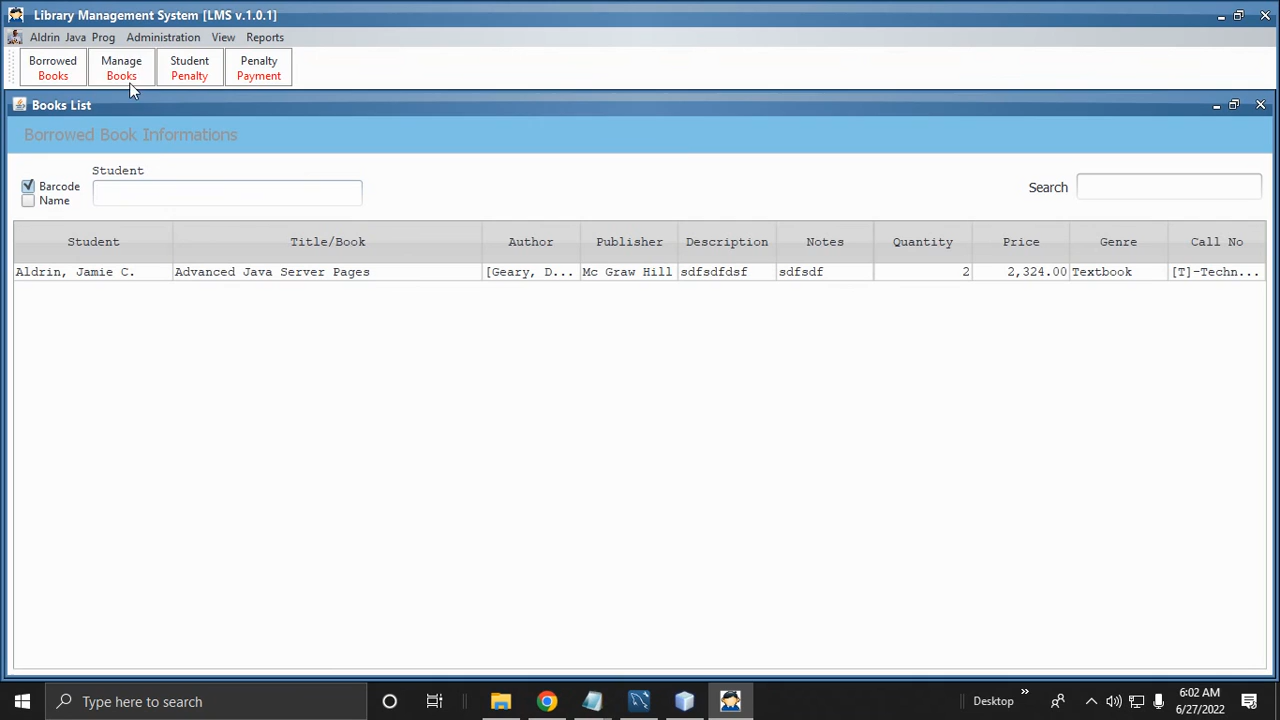 Library Management System [LMS v.1.0.1]
Aldrin Java Prog Administration View Reports
Borrowed Books Manage Books Student Penalty Penalty Payment
Books List
Borrowed Book Informations
Student
Barcode
Name
Search
Student Title/Book Author Publisher Description Notes Quantity Price Genre Call No
Aldrin, Jamie C. Advanced Java Server Pages [Geary, D... Mc Graw Hill sdfsdfdsf sdfsdf 2 2,324.00 Textbook [T]-Techn...
Type here to search
Desktop
6:02 AM
6/27/2022